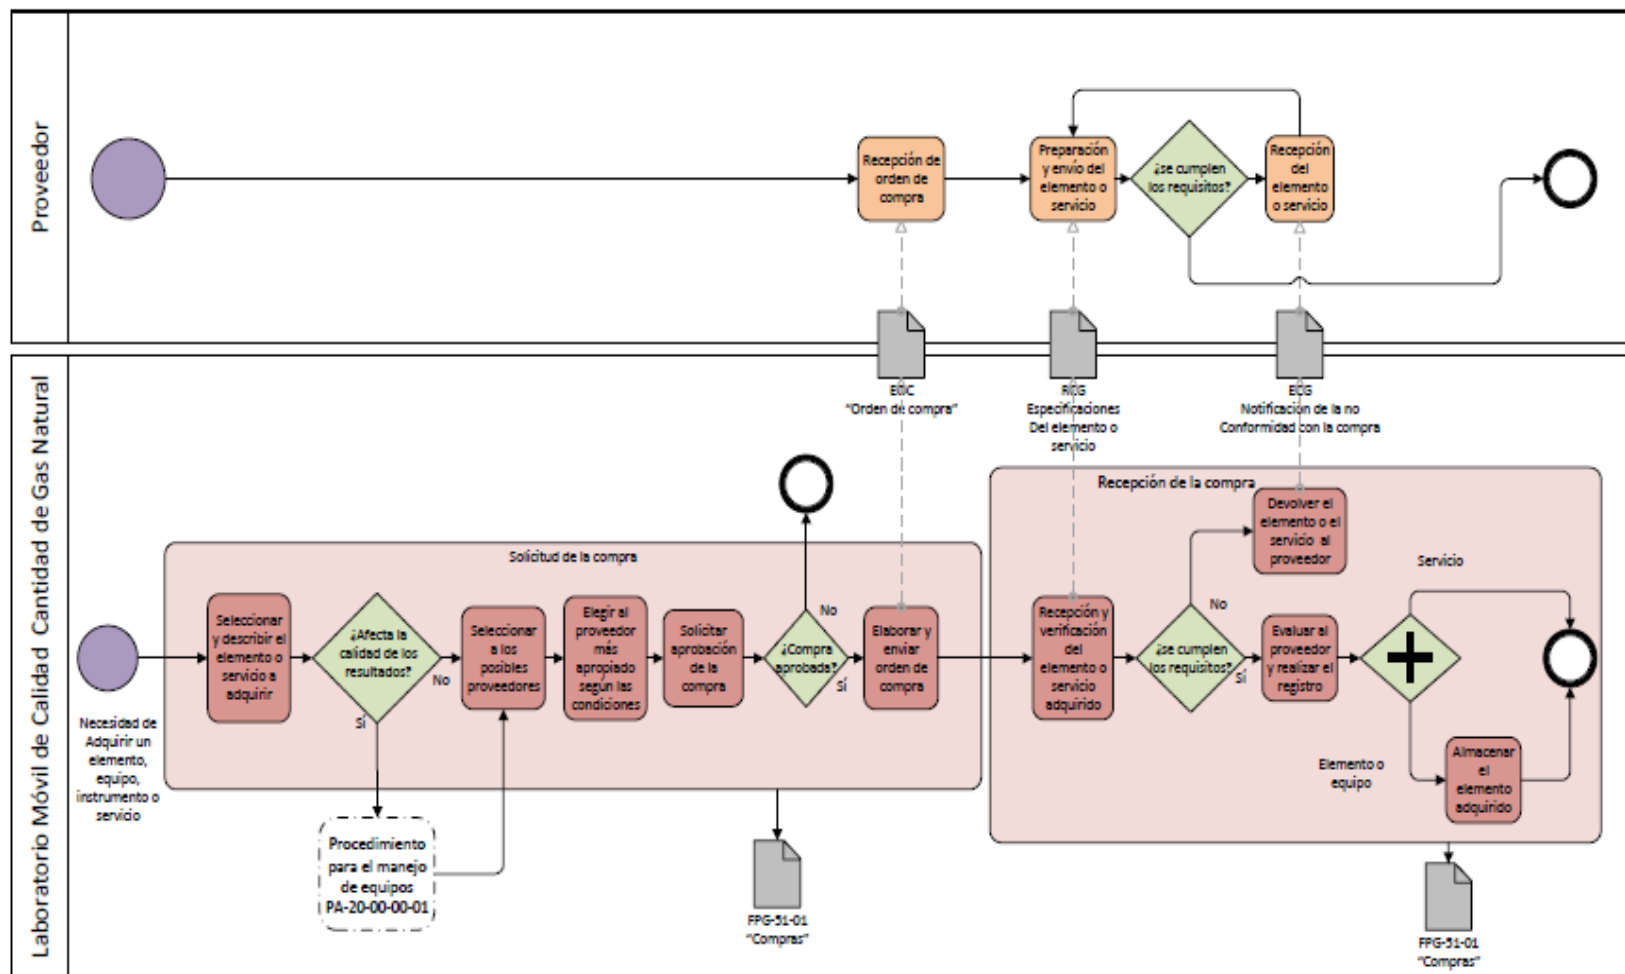 Proveedor
Recepción de
orden de
compra
Preparación
y envío del
elemento o
servicio
¿se cumplen
los requisitos?
Recepción
del
elemento
o servicio
EOC
"Orden de compra"
Especificaciones
Del elemento o
servicio
ECG
Notificación de la no
Conformidad con la compra
Laboratorio Móvil de Calidad Cantidad de Gas Natural
Necesidad de
Adquirir un
elemento,
equipo,
instrumento o
servicio
Solicitud de la compra
Seleccionar
y describir el
elemento o
servicio a
adquirir
¿Afecta la
calidad de los
resultados?
No
Sí
Procedimiento
para el manejo
de equipos
PA-20-00-00-01
Seleccionar
a los
posibles
proveedores
Elegir al
proveedor
más
apropiado
según las
condiciones
Solicitar
aprobación
de la
compra
¿Compra
aprobada?
No
Sí
Elaborar y
enviar
orden de
compra
FPG-51-01
"Compras"
Recepción de la compra
Recepción y
verificación
del
elemento o
servicio
adquirido
¿se cumplen
los requisitos?
No
Sí
Devolver el
elemento o el
servicio al
proveedor
Evaluar al
proveedor
y realizar el
registro
Servicio
Elemento o
equipo
Almacenar
el
elemento
adquirido
FPG-51-01
"Compras"